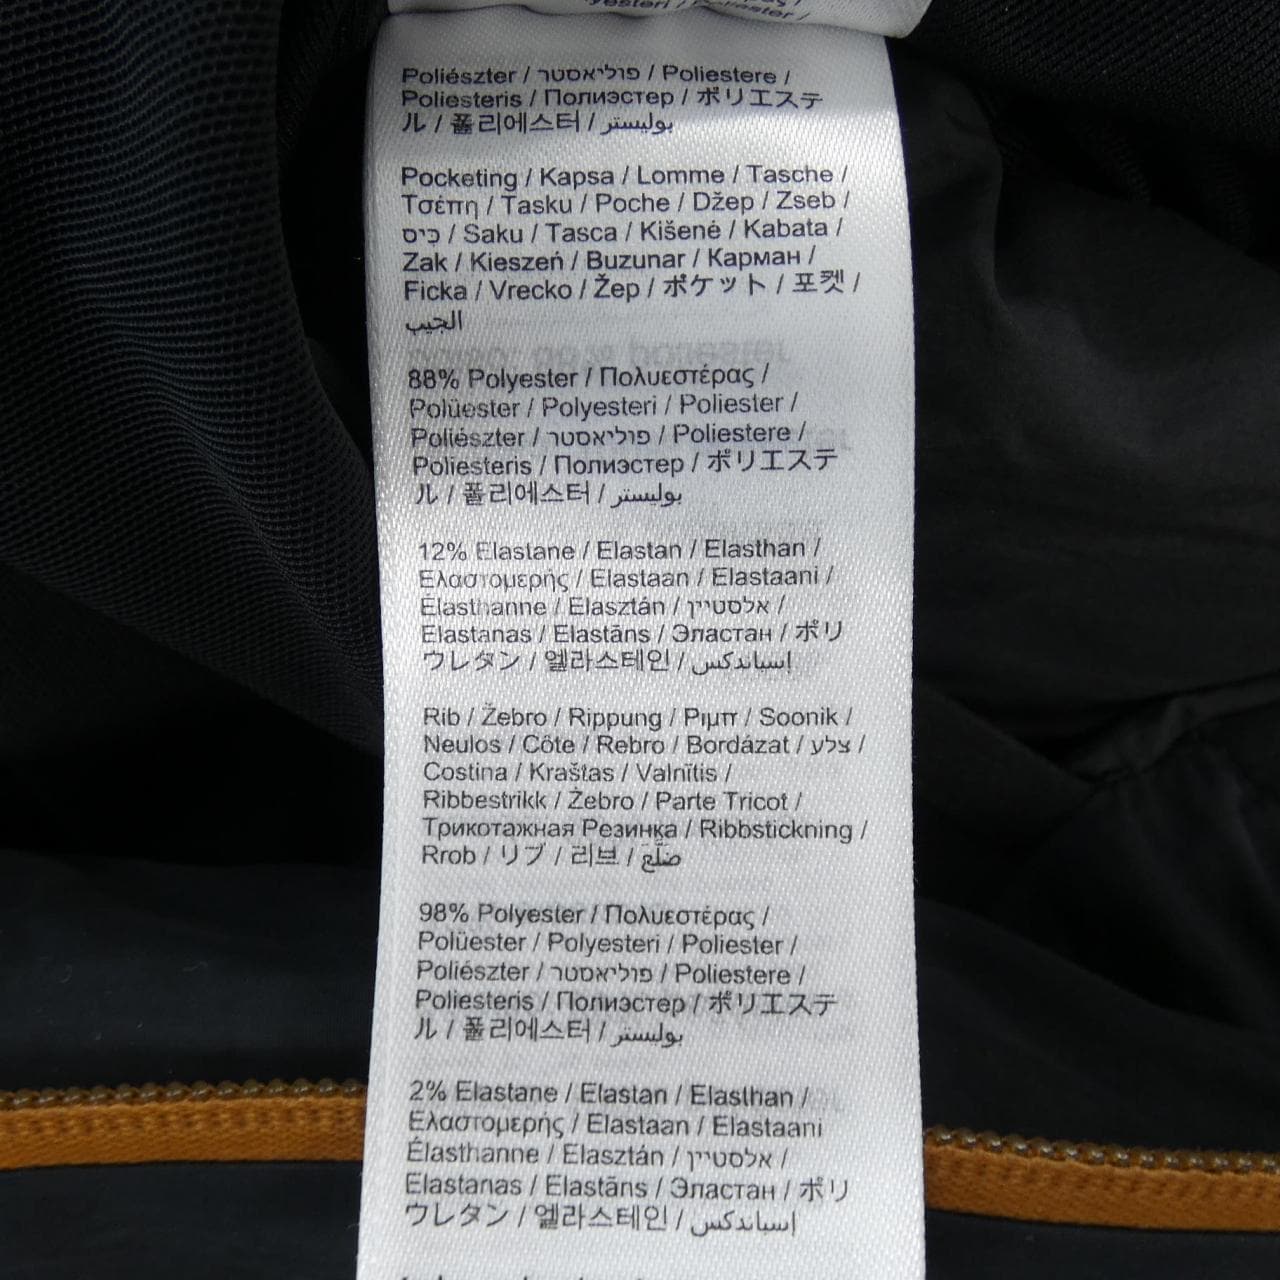 Poliészter / פוליאסטר / Poliestere /
Poliesteris / Полиэстер / ポリエステ
ル / 폴리에스터 / بوليستر
Pocketing / Kapsa / Lomme / Tasche /
Τσέπη / Tasku / Poche / Džep / Zseb /
כיס / Saku / Tasca / Kišenė / Kabata /
Zak / Kieszeń / Buzunar / Карман /
Ficka / Vrecko / Žep / ポケット / 포켓 /
الجيب
88% Polyester / Πολυεστέρας /
Polüester / Polyesteri / Poliester /
Poliészter / פוליאסטר / Poliestere /
Poliesteris / Полиэстер / ポリエステ
ル / 폴리에스터 / بوليستر
12% Elastane / Elastan / Elasthan /
Ελαστομερής / Elastaan / Elastaani /
Élasthanne / Elasztán / אלסטיין /
Elastanas / Elastāns / Эластан / ポリ
ウレタン / 엘라스테인 / إسباندكس
Rib / Žebro / Rippung / Ριμπ / Soonik /
Neulos / Côte / Rebro / Bordázat / צלע /
Costina / Kraštas / Valnītis /
Ribbestrikk / Żebro / Parte Tricot /
Трикотажная Резинка / Ribbstickning /
Rrob / リブ / 리브 / ضلع
98% Polyester / Πολυεστέρας /
Polüester / Polyesteri / Poliester /
Poliészter / פוליאסטר / Poliestere /
Poliesteris / Полиэстер / ポリエステ
ル / 폴리에스터 / بوليستر
2% Elastane / Elastan / Elasthan /
Ελαστομερής / Elastaan / Elastaani
Élasthanne / Elasztán / אלסטיין /
Elastanas / Elastāns / Эластан / ポリ
ウレタン / 엘라스테인 / إسباندكس